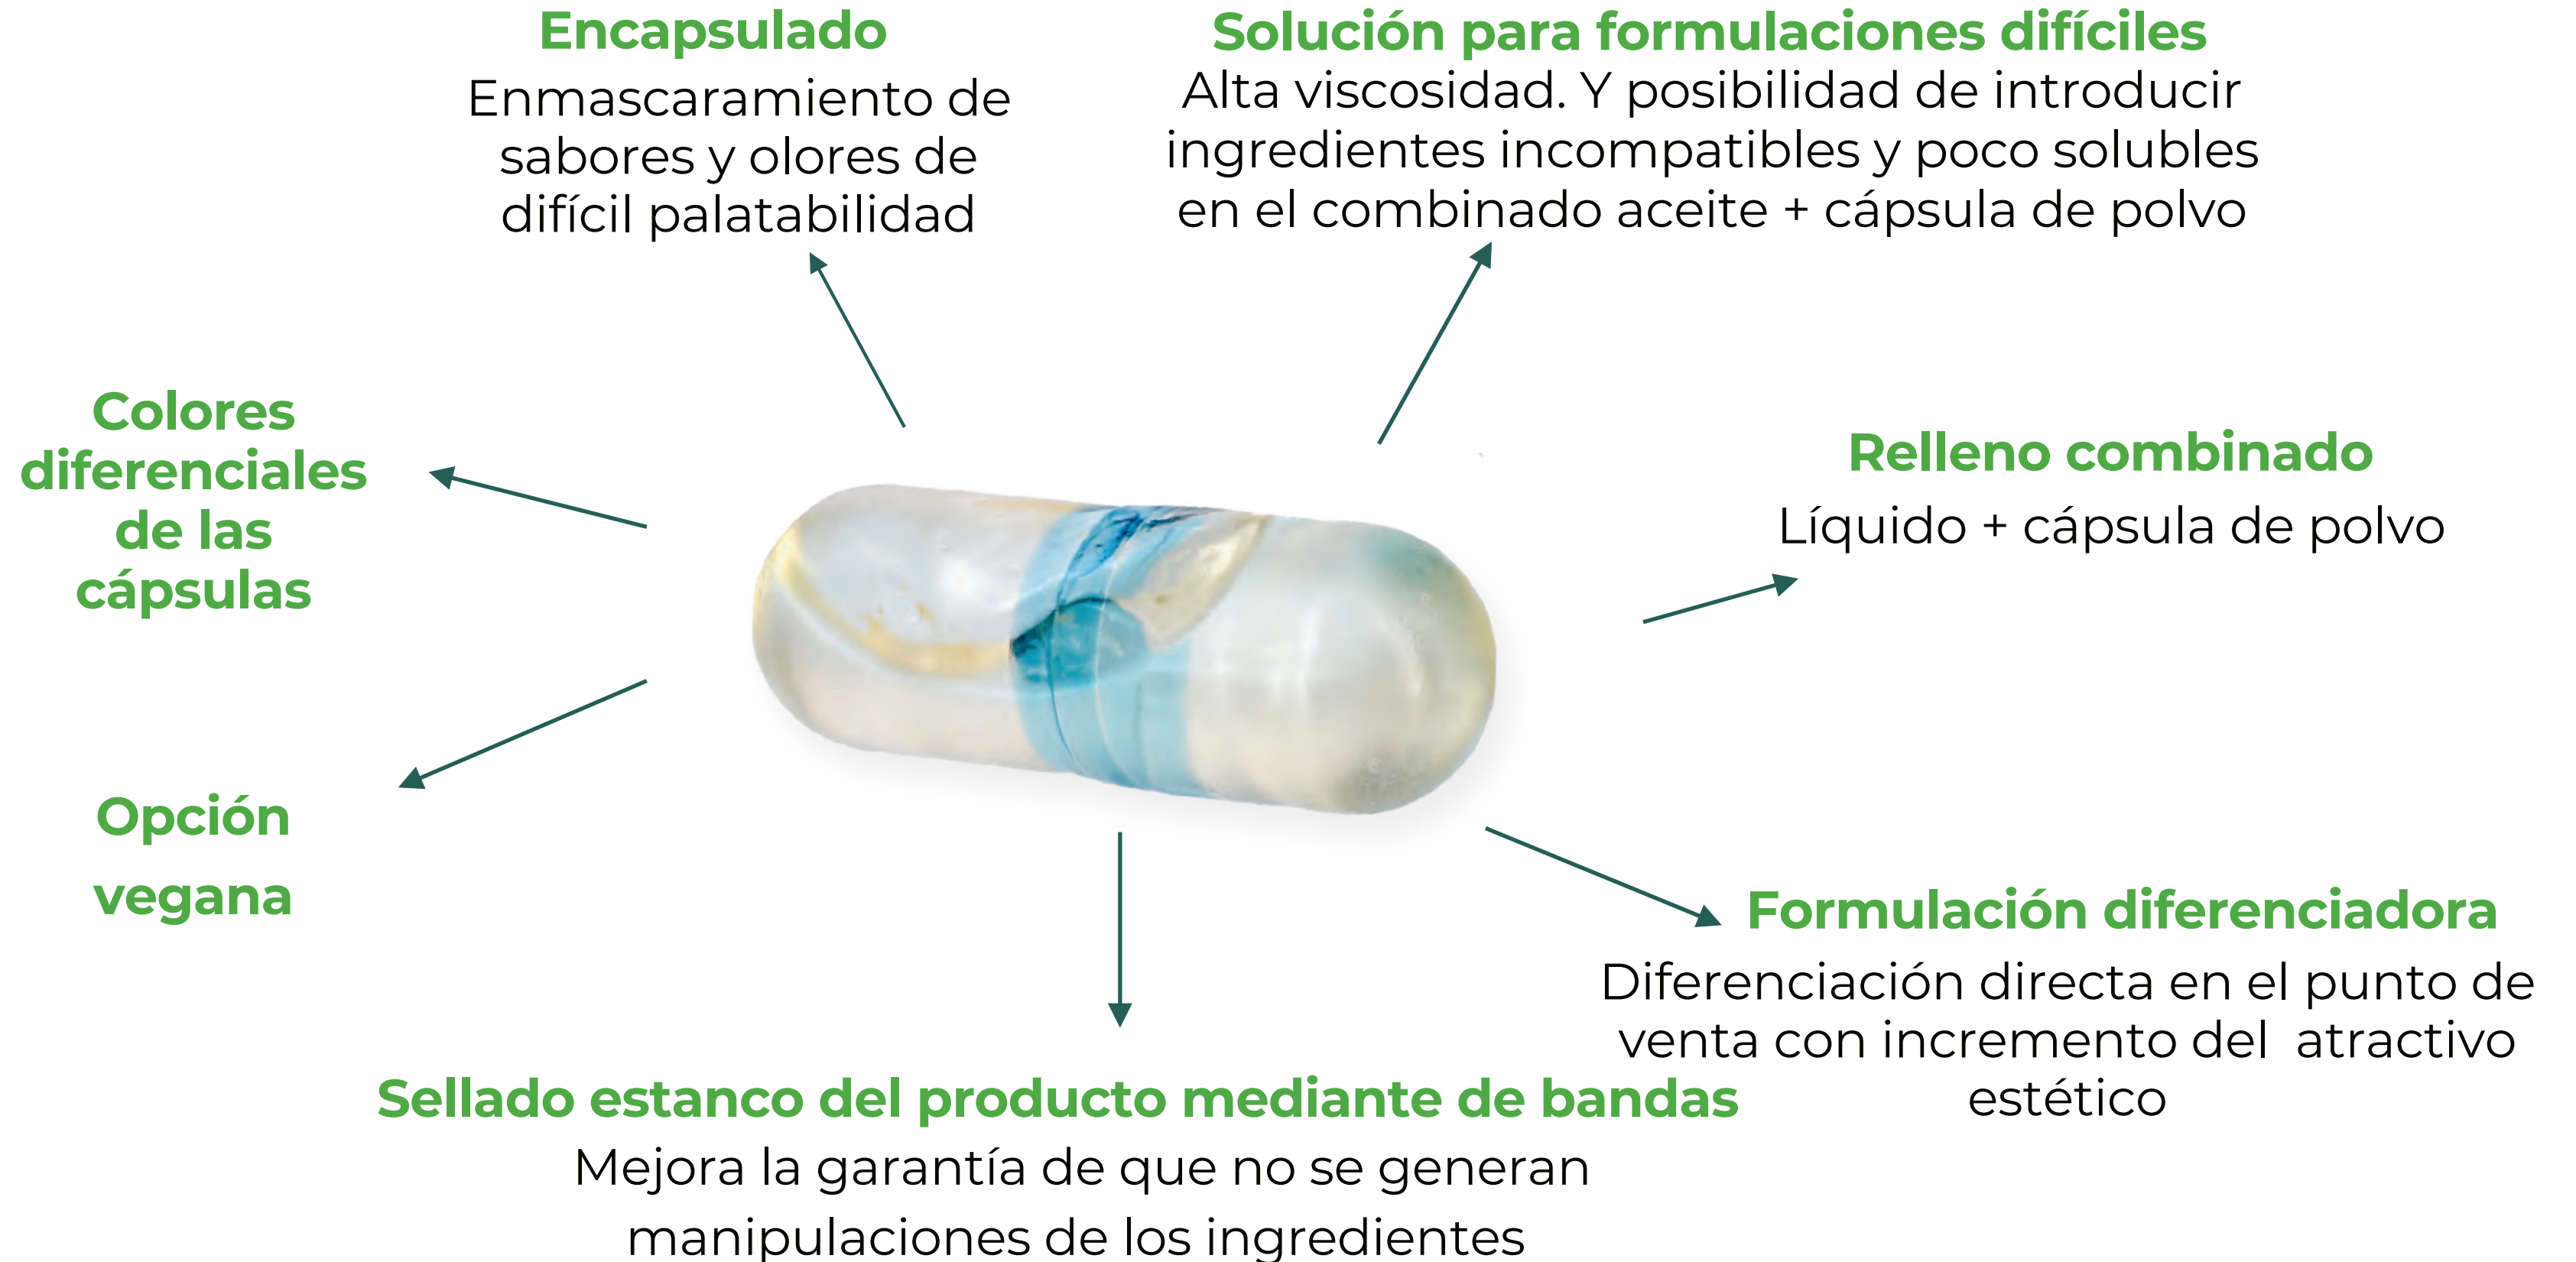 Encapsulado
Enmascaramiento de
sabores y olores de
difícil palatabilidad
Solución para formulaciones difíciles
Alta viscosidad. Y posibilidad de introducir
ingredientes incompatibles y poco solubles
en el combinado aceite + cápsula de polvo
Colores
diferenciales
de las
cápsulas
Relleno combinado
Líquido + cápsula de polvo
Opción
vegana
Formulación diferenciadora
Diferenciación directa en el punto de
venta con incremento del  atractivo
estético
Sellado estanco del producto mediante de bandas
Mejora la garantía de que no se generan
manipulaciones de los ingredientes